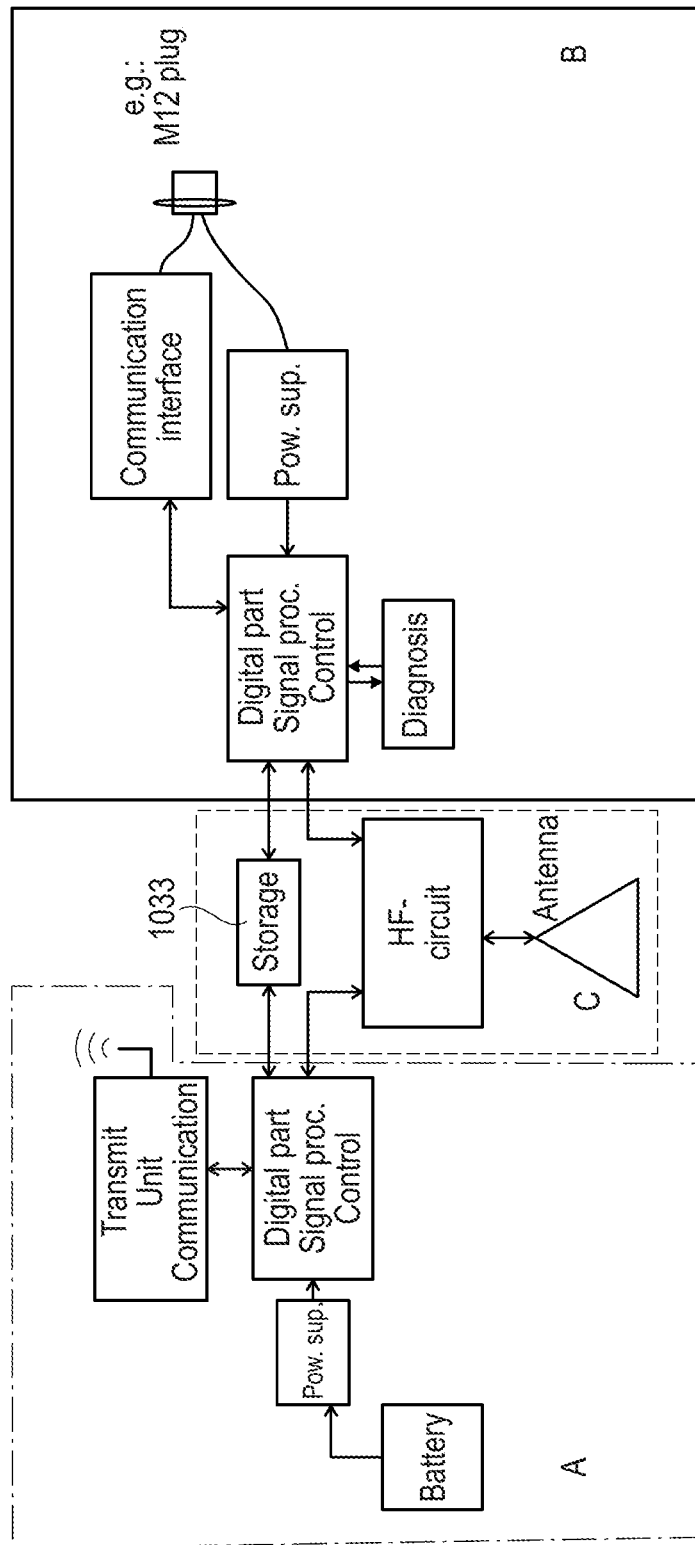 Transmit
Unit
Communication
Digital part
Signal proc.
Control
Pow. sup.
Battery
A
1033
Storage
HF-
circuit
Antenna
C
Communication
interface
e.g.:
M12 plug
Digital part
Signal proc.
Control
Pow. sup.
Diagnosis
B